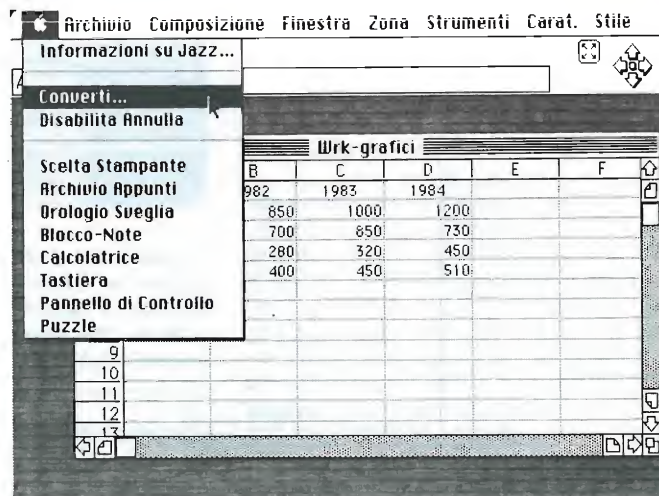 Archivio Composizione Finestra Zona Strumenti Carat. Stile
Informazioni su Jazz...
Converti...
Disabilita Annulla
Scelta Stampante
Archivio Appunti
Orologio Sveglia
Blocco-Note
Calcolatrice
Tastiera
Pannello di Controllo
Puzzle
Wrk-grafici
B C D E F
982 1983 1984
850 1000 1200
700 850 730
280 320 450
400 450 510
9
10
11
12
13